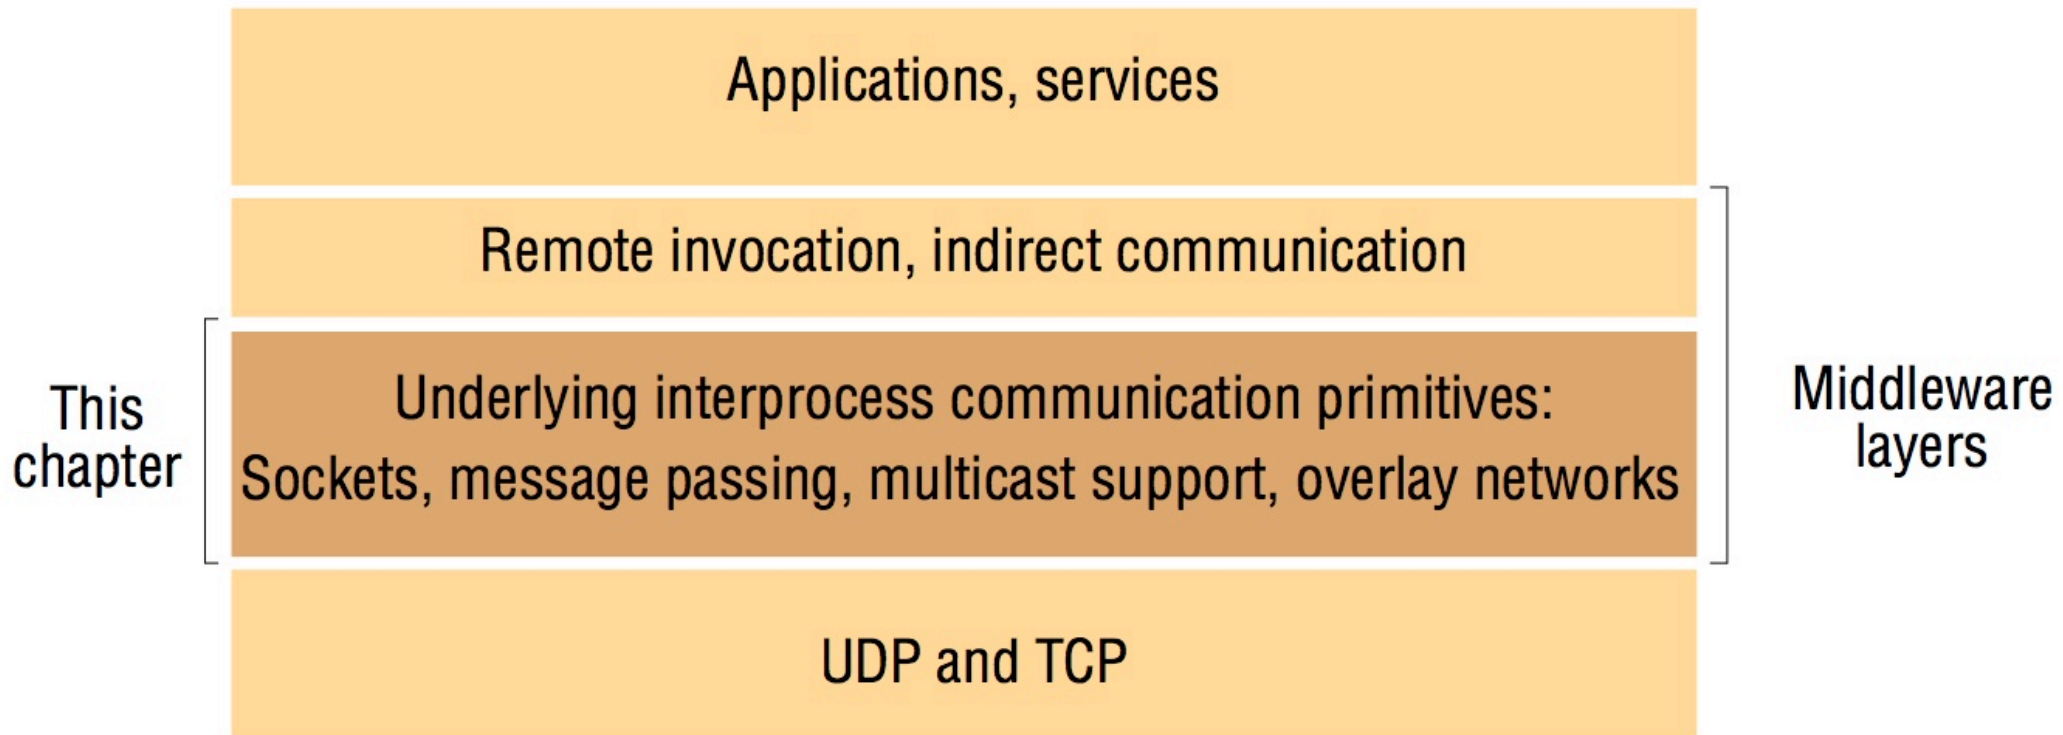 Applications, services
Remote invocation, indirect communication
This
chapter
Underlying interprocess communication primitives:
Sockets, message passing, multicast support, overlay networks
Middleware
layers
UDP and TCP